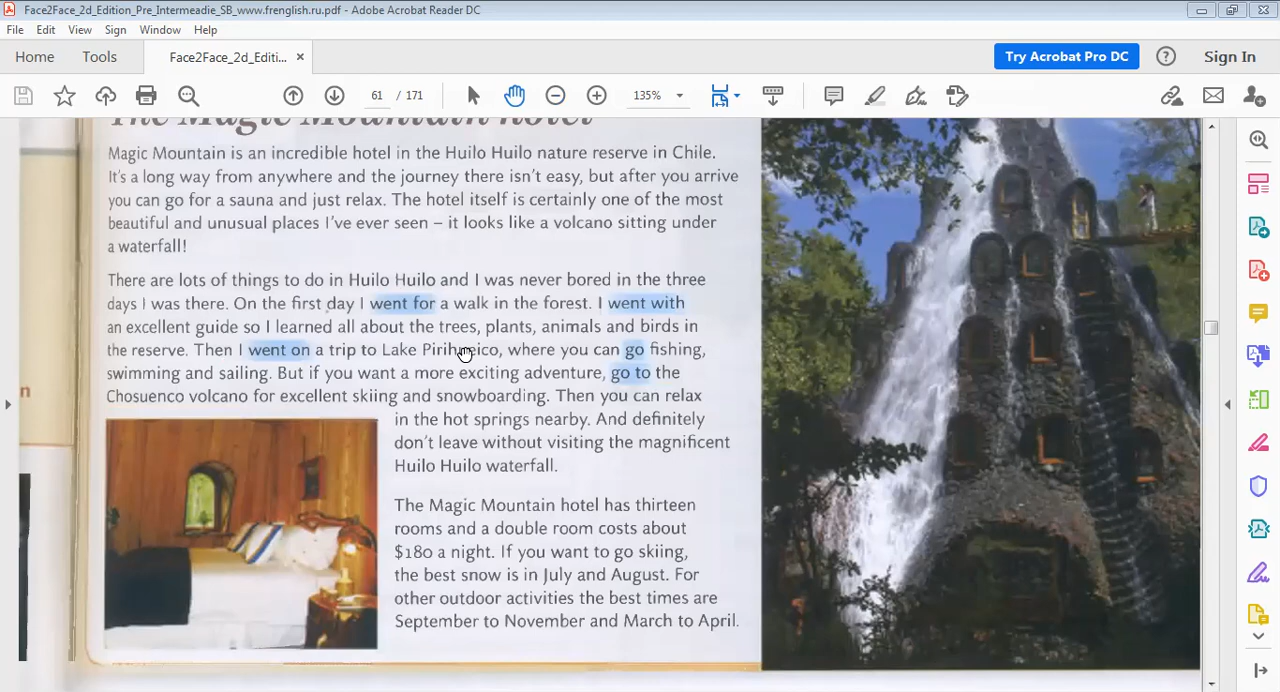 Face2Face_2d_Edition_Pre_Intermeadie_SB_www.frenglish.ru.pdf - Adobe Acrobat Reader DC
File Edit View Sign Window Help
Home Tools Face2Face_2d_Editi... ×
Try Acrobat Pro DC
Sign In
61 / 171
135%
The Magic Mountain hotel
Magic Mountain is an incredible hotel in the Huilo Huilo nature reserve in Chile.
It's a long way from anywhere and the journey there isn't easy, but after you arrive
you can go for a sauna and just relax. The hotel itself is certainly one of the most
beautiful and unusual places I've ever seen – it looks like a volcano sitting under
a waterfall!
There are lots of things to do in Huilo Huilo and I was never bored in the three
days I was there. On the first day I went for a walk in the forest. I went with
an excellent guide so I learned all about the trees, plants, animals and birds in
the reserve. Then I went on a trip to Lake where you can go fishing,
swimming and sailing. But if you want a more exciting adventure, go to the
Chosuenco volcano for excellent skiing and snowboarding. Then you can relax
in the hot springs nearby. And definitely
don't leave without visiting the magnificent
Huilo Huilo waterfall.
The Magic Mountain hotel has thirteen
rooms and a double room costs about
$180 a night. If you want to go skiing,
the best snow is in July and August. For
other outdoor activities the best times are
September to November and March to April.
n